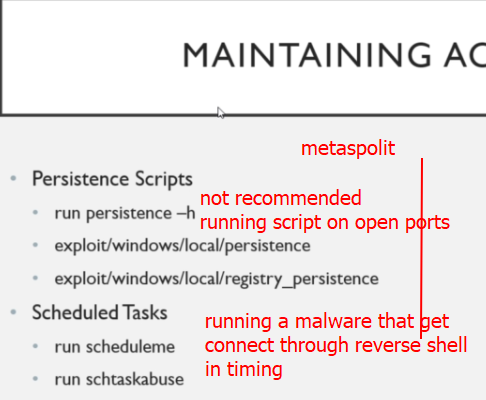 MAINTAINING AC
metaspolit
Persistence Scripts
not recommended
run persistence –h
running script on open ports
exploit/windows/local/persistence
exploit/windows/local/registry_persistence
Scheduled Tasks
running a malware that get
run scheduleme
connect through reverse shell
in timing
run schtaskabuse